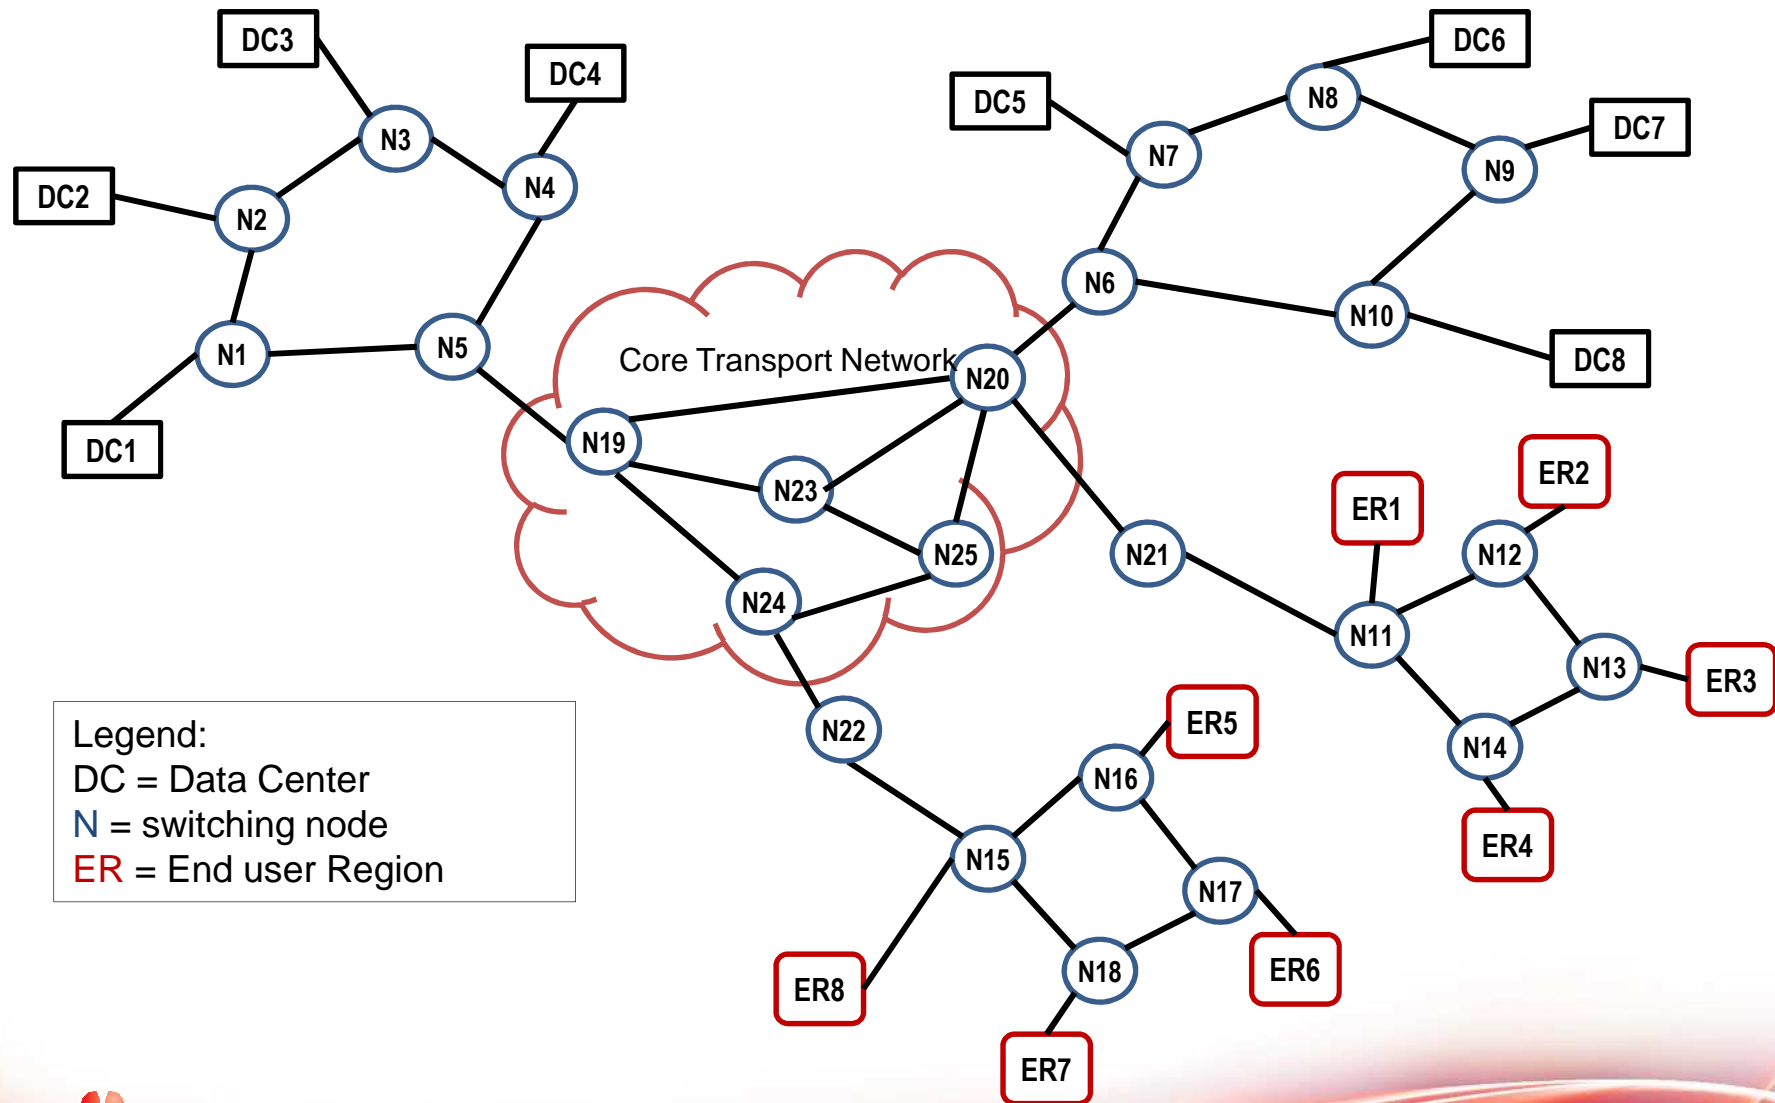 DC3
DC6
DC4
DC5
N8
DC7
N3
N7
N9
N4
DC2
N2
N6
N10
N5
N1
Core Transport Network
DC8
N20
N19
DC1
ER2
N23
ER1
N25
N21
N12
N24
N11
N13
ER3
ER5
N22
N14
Legend:
DC = Data Center
N = switching node
ER = End user Region
N16
ER4
N15
N17
ER6
N18
ER8
ER7